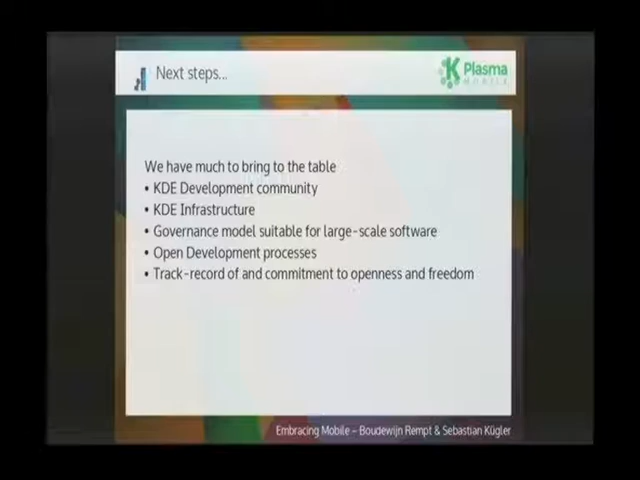 Next steps...
Plasma
MOBILE
We have much to bring to the table
• KDE Development community
• KDE Infrastructure
• Governance model suitable for large-scale software
• Open Development processes
• Track-record of and commitment to openness and freedom
Embracing Mobile – Boudewijn Rempt & Sebastian Kügler